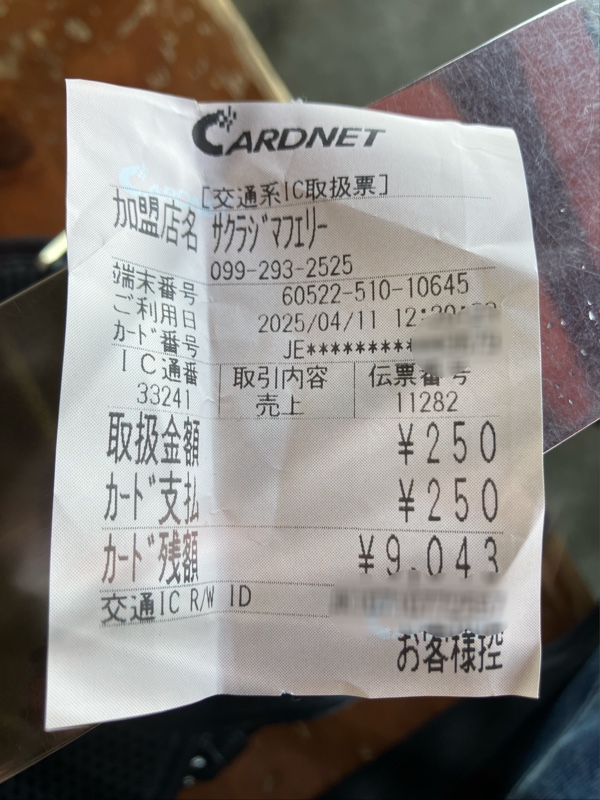 CARDNET
[交通系IC取扱票]
加盟店名 サクラジマフェリー
099-293-2525
端末番号 60522-510-10645
ご利用日 2025/04/11
カード番号 JE*********
IC通番 取引内容 伝票番号
33241 売上 11282
取扱金額 ¥250
カード支払 ¥250
カード残額 ¥9,043
交通IC R/W ID
お客様控